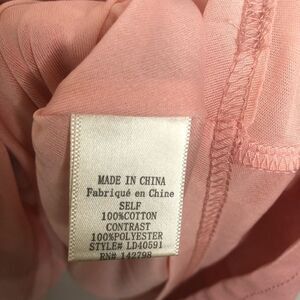 MADE IN CHINA
Fabriqué en Chine
SELF
100%COTTON
CONTRAST
100%POLYESTER
STYLE# LD40591
RN# 142798